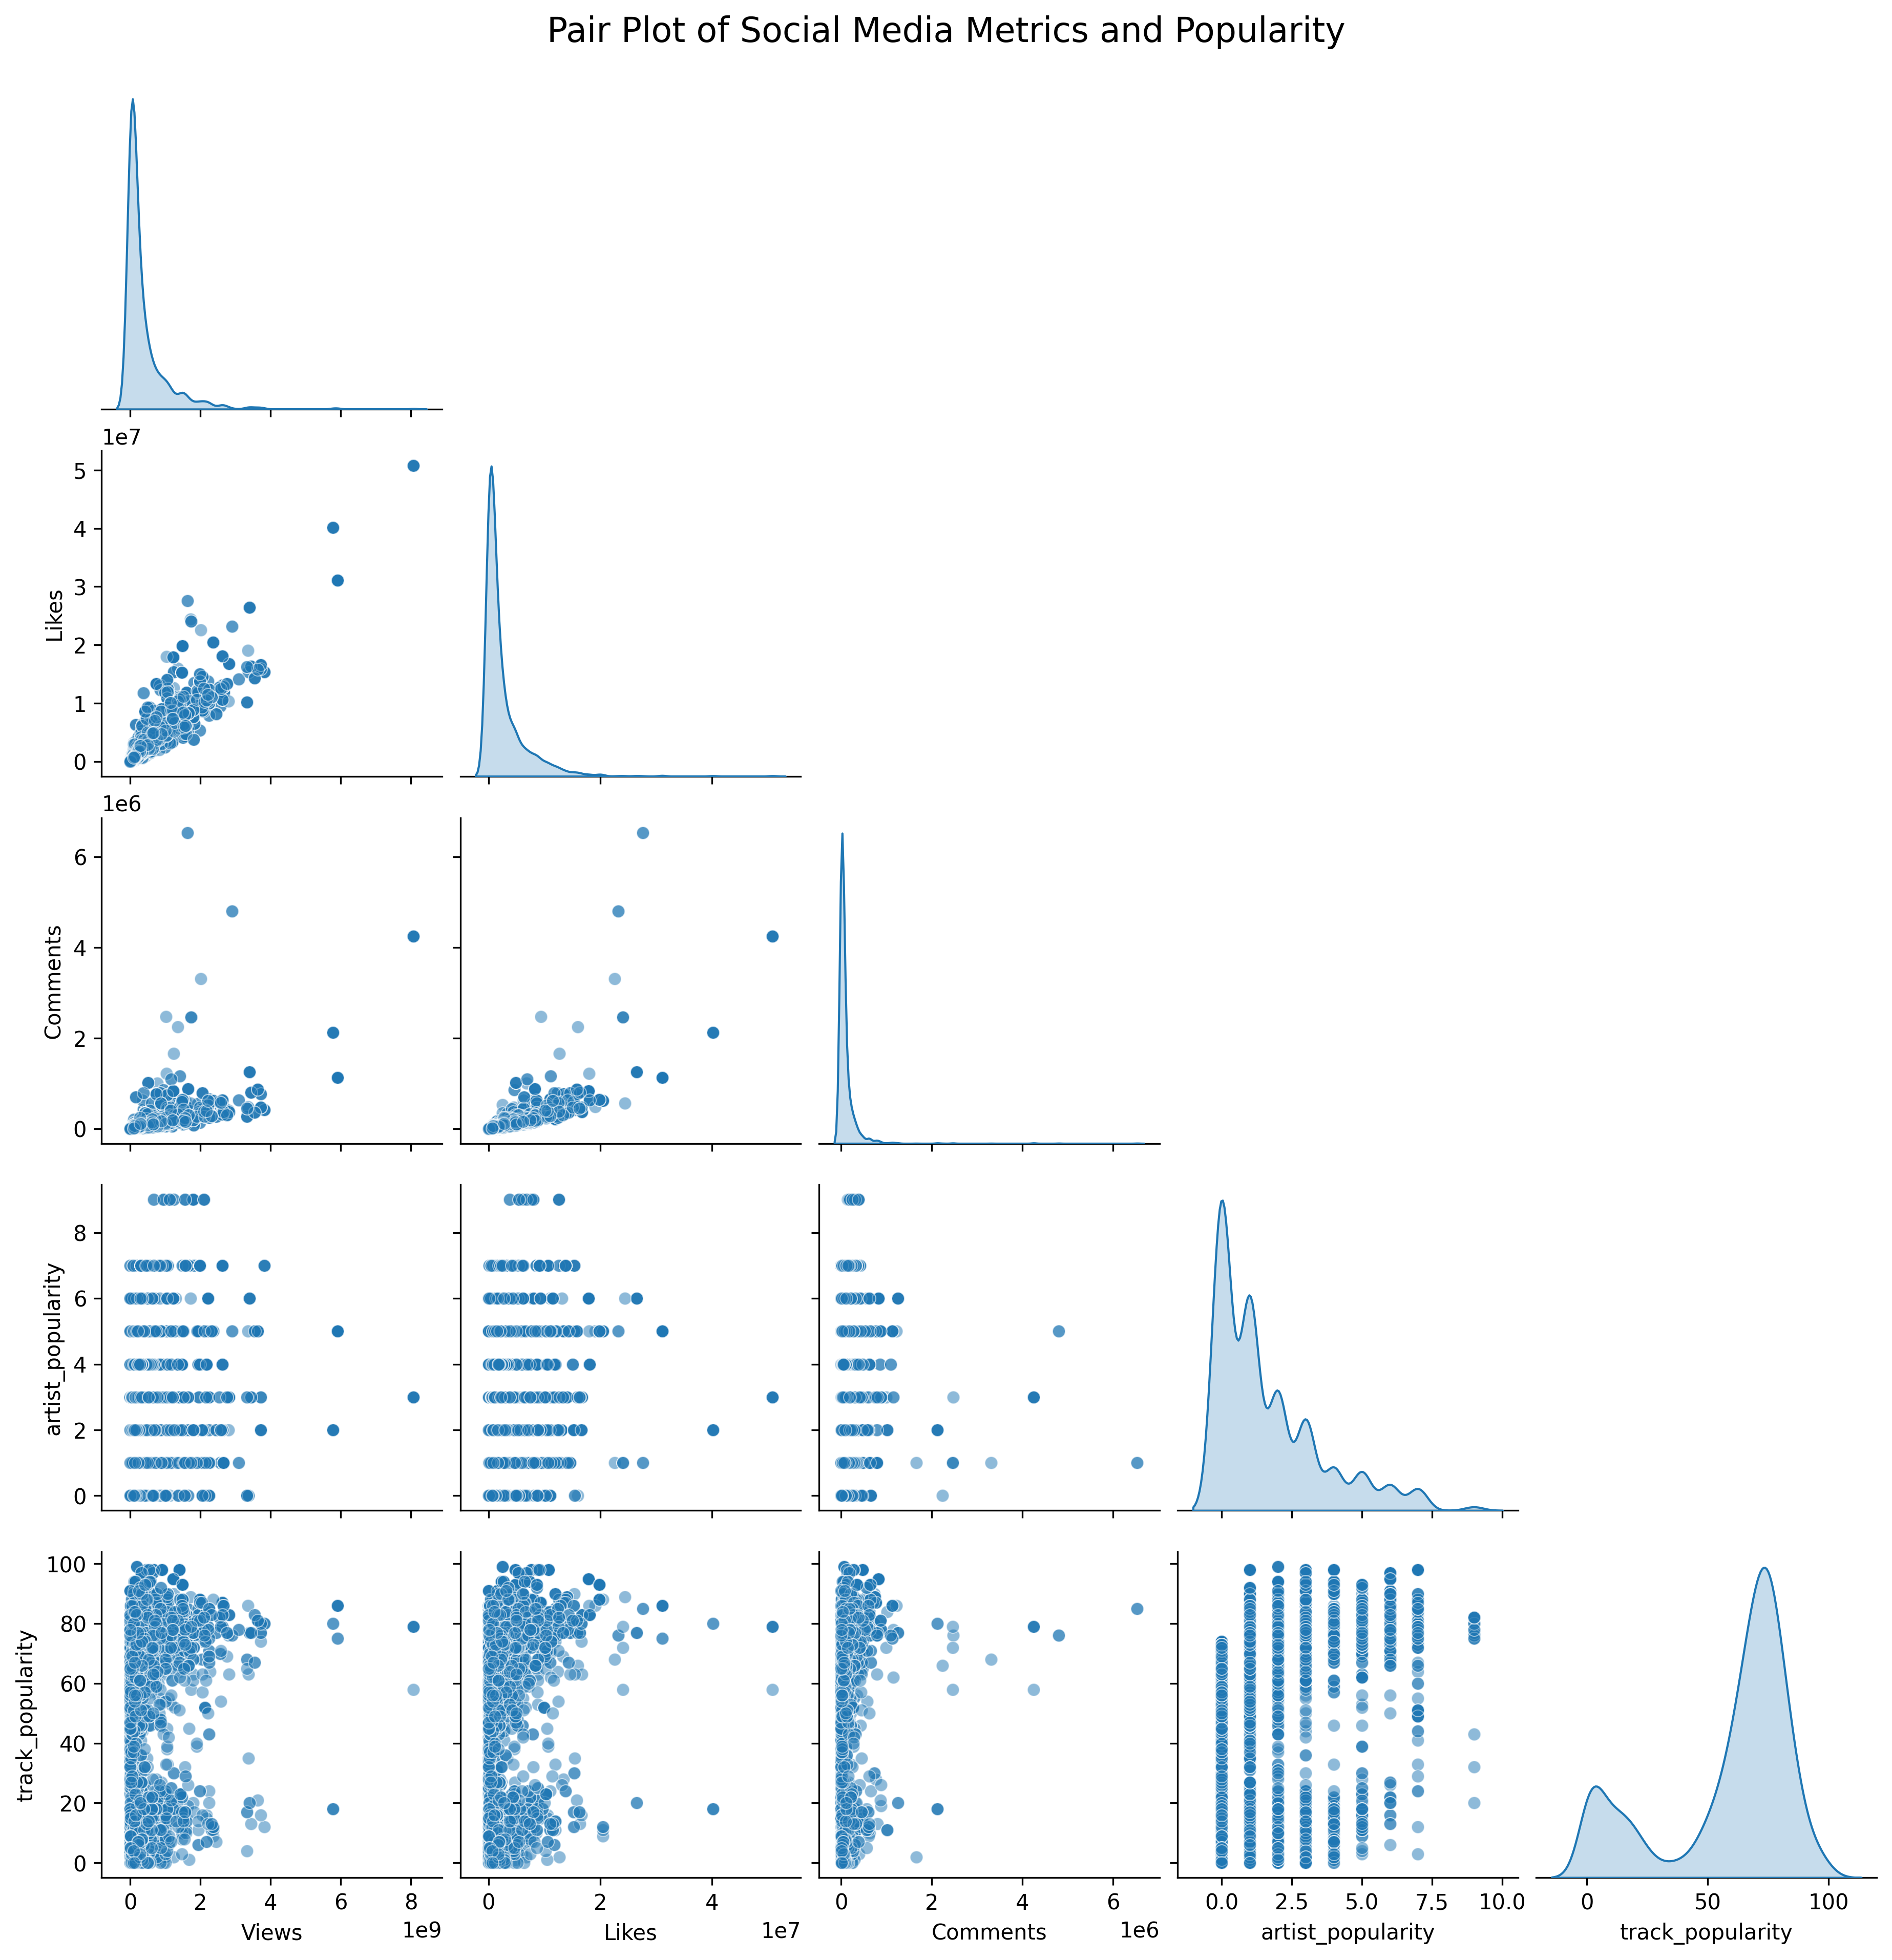 Pair Plot of Social Media Metrics and Popularity
1e7
5
4
3
2
1
0
Likes
1e6
6
4
2
0
Comments
8
6
4
2
0
artist_popularity
100
80
60
40
20
0
track_popularity
0 2 4 6 8
1e9
Views
0 2 4
1e7
Likes
0 2 4 6
1e6
Comments
0.0 2.5 5.0 7.5 10.0
artist_popularity
0 50 100
track_popularity